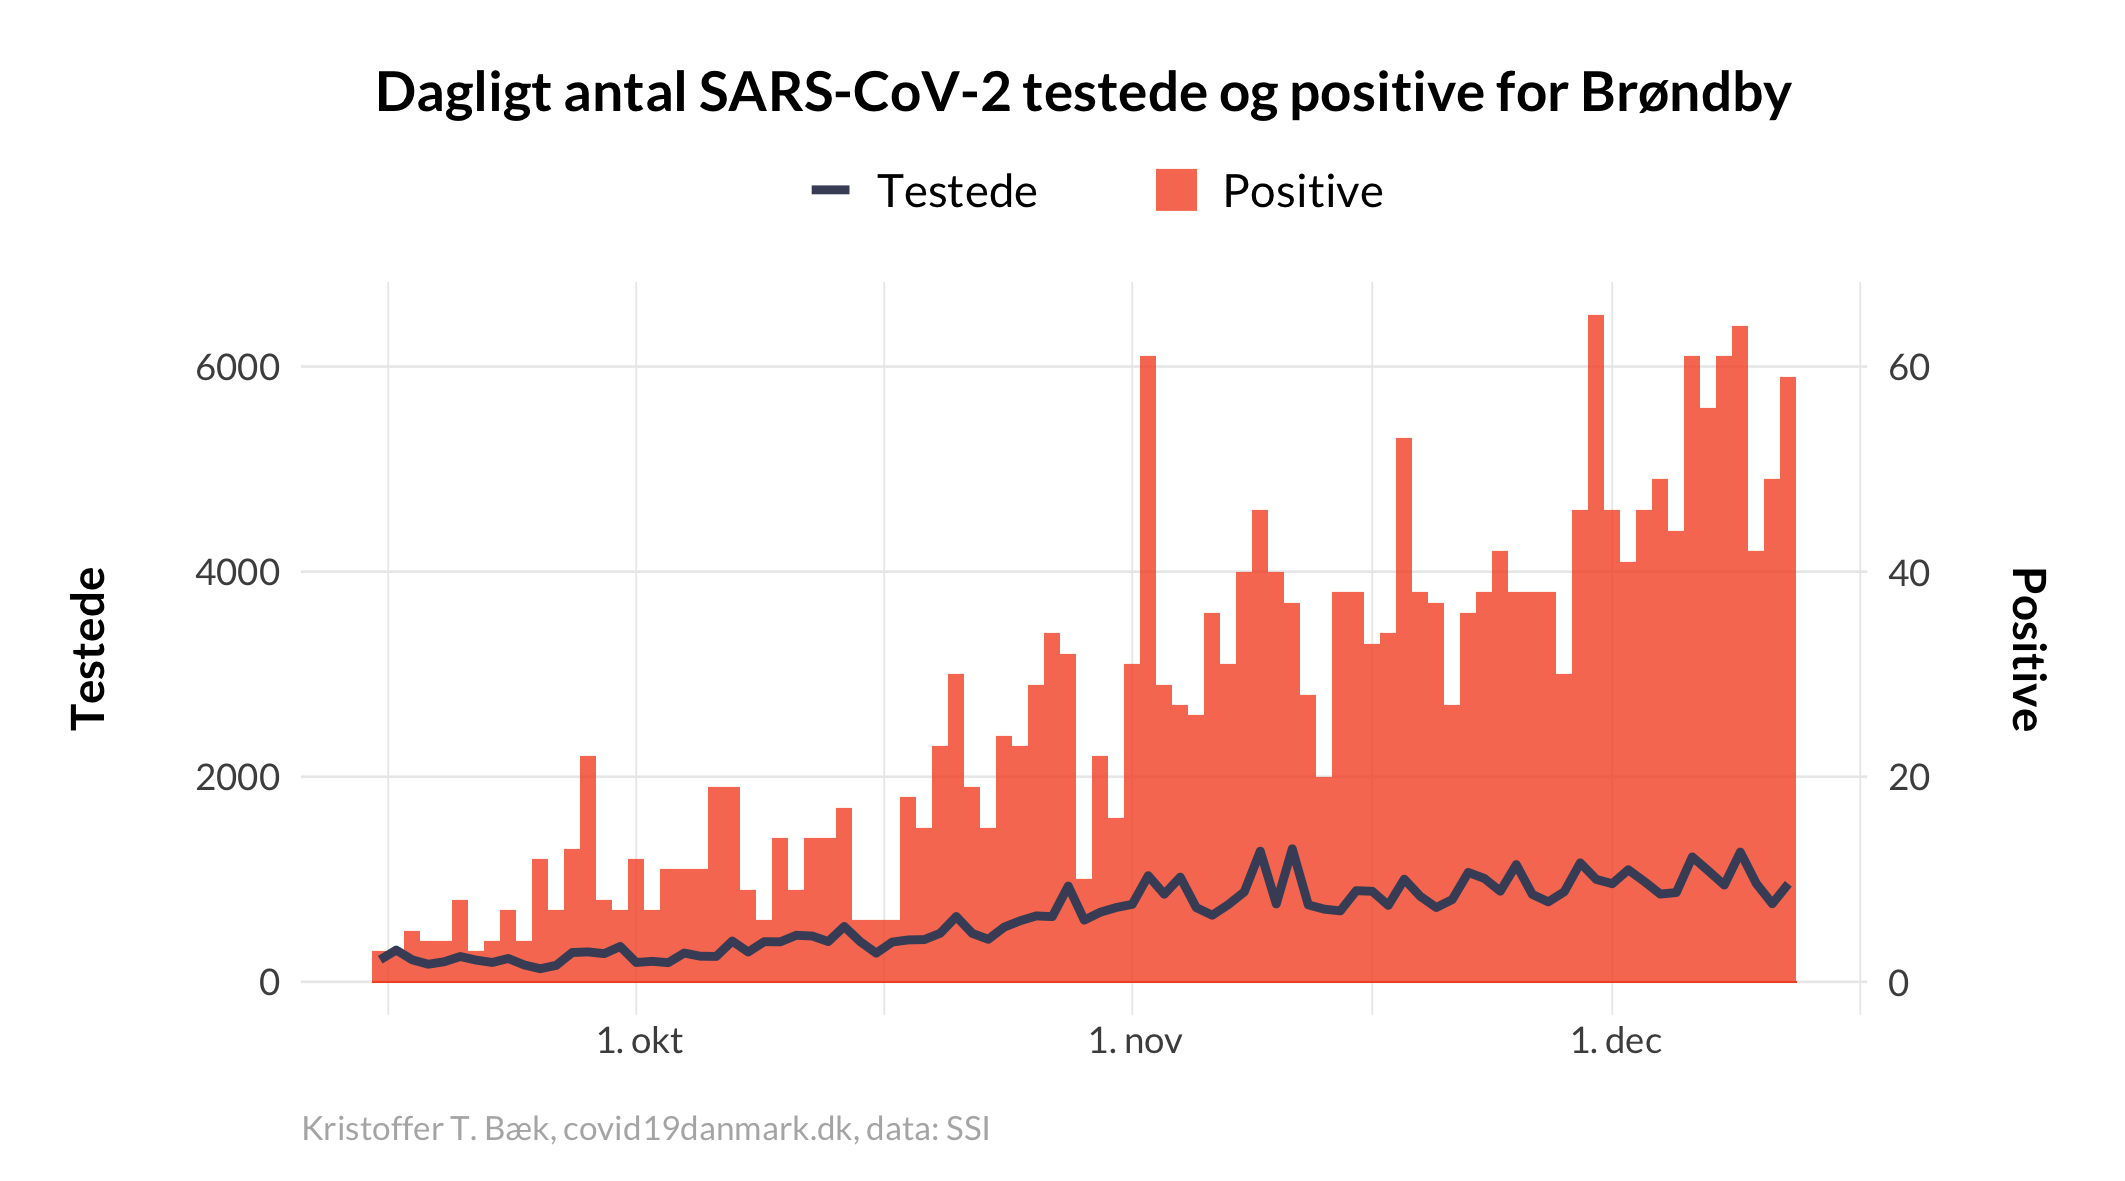 Dagligt antal SARS-CoV-2 testede og positive for Brøndby
Testede Positive
6000 60
4000 40
2000 20
0 0
Testede
Positive
1. okt 1. nov 1. dec
Kristoffer T. Bæk, covid19danmark.dk, data: SSI